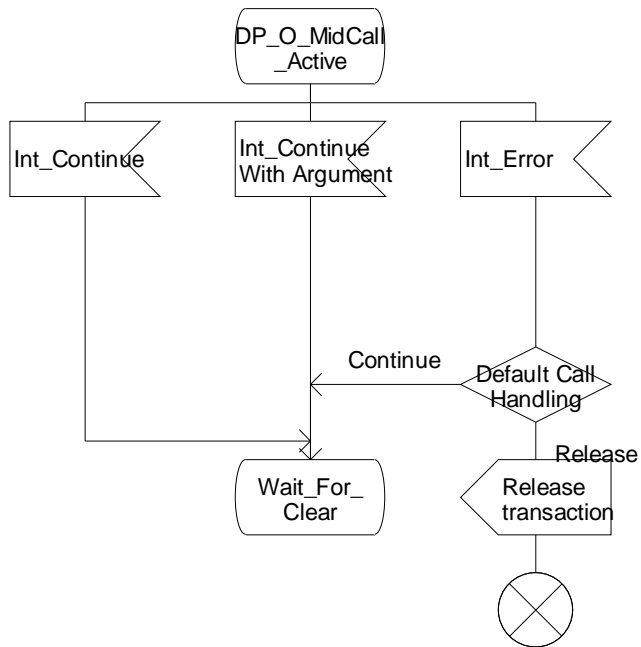 DP_O_MidCall
_Active
Int_Continue
Int_Continue
With Argument
Int_Error
Continue
Default Call
Handling
Release
Wait_For_
Clear
Release
transaction